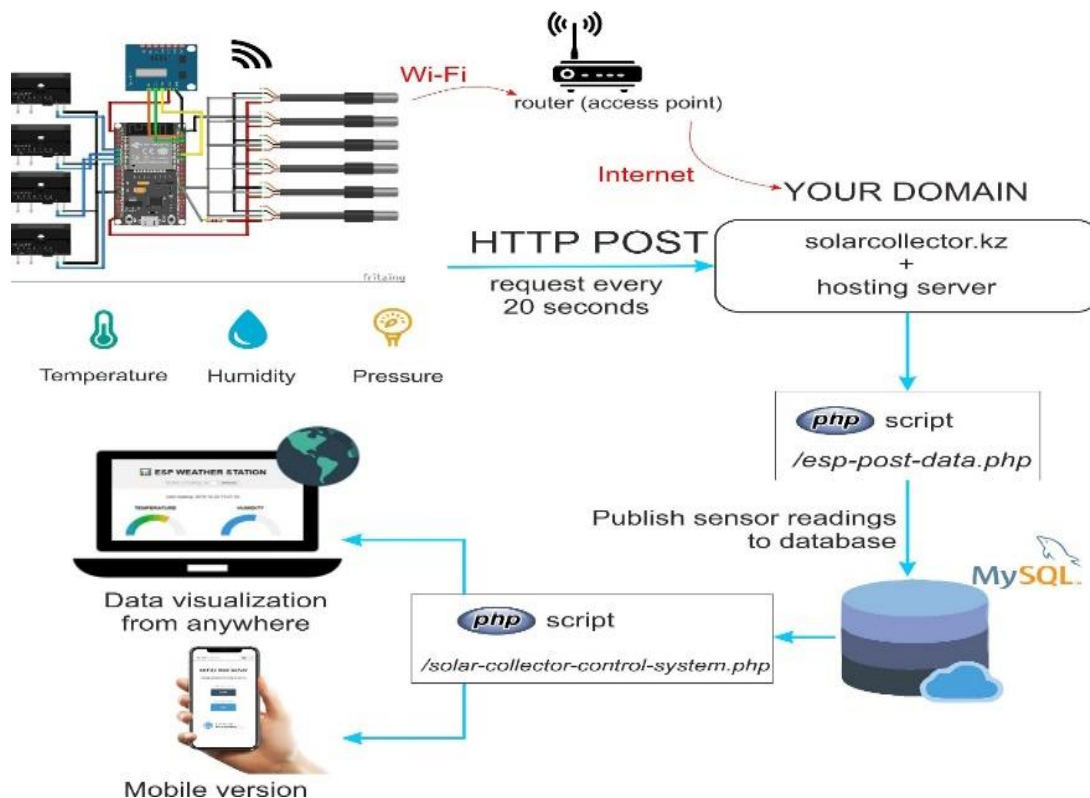 Wi-Fi
router (access point)
Internet
YOUR DOMAIN
solarcollector.kz
+
hosting server
HTTP POST
request every
20 seconds
fritzing
Temperature
Humidity
Pressure
php script
/esp-post-data.php
Publish sensor readings
to database
MySQL
ESP WEATHER STATION
TEMPERATURE
HUMIDITY
Data visualization
from anywhere
php script
/solar-collector-control-system.php
Mobile version